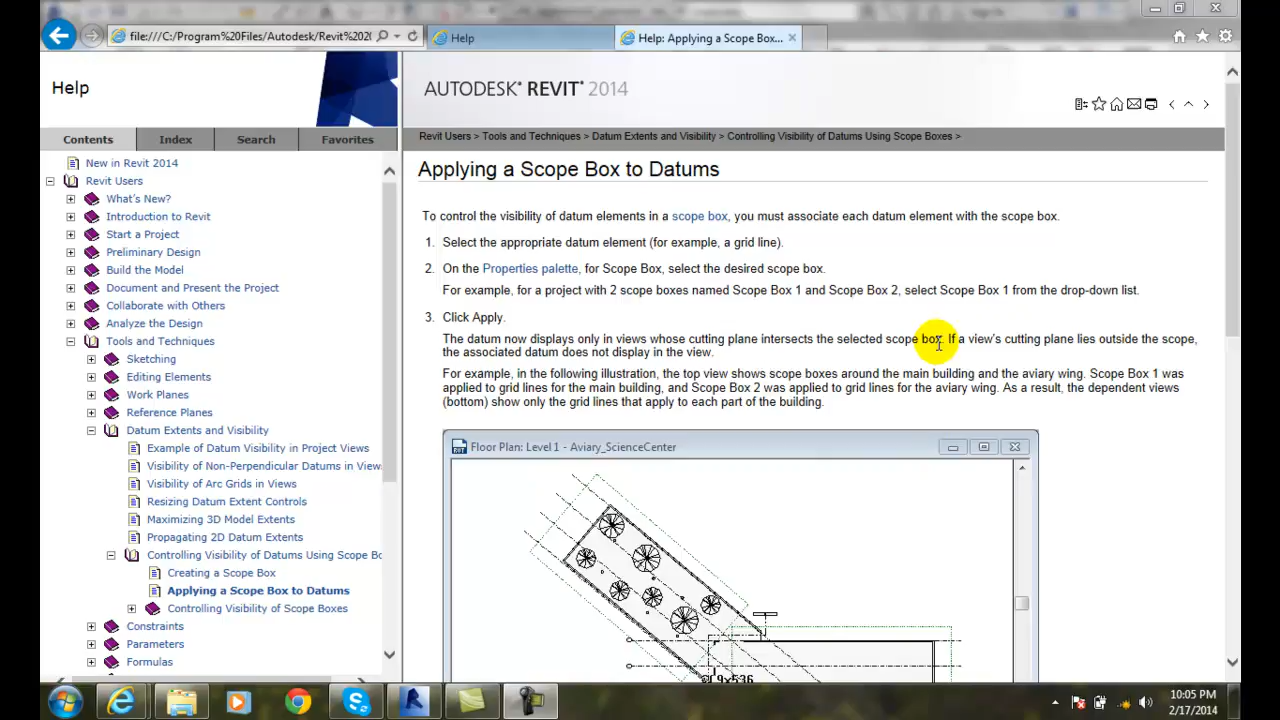 file:///C:/Program%20Files/Autodesk/Revit%20
Help
Help: Applying a Scope Box...
Help
AUTODESK® REVIT® 2014
Contents
Index
Search
Favorites
Revit Users > Tools and Techniques > Datum Extents and Visibility > Controlling Visibility of Datums Using Scope Boxes >
New in Revit 2014
Revit Users
What's New?
Introduction to Revit
Start a Project
Preliminary Design
Build the Model
Document and Present the Project
Collaborate with Others
Analyze the Design
Tools and Techniques
Sketching
Editing Elements
Work Planes
Reference Planes
Datum Extents and Visibility
Example of Datum Visibility in Project Views
Visibility of Non-Perpendicular Datums in View
Visibility of Arc Grids in Views
Resizing Datum Extent Controls
Maximizing 3D Model Extents
Propagating 2D Datum Extents
Controlling Visibility of Datums Using Scope Bo
Creating a Scope Box
Applying a Scope Box to Datums
Controlling Visibility of Scope Boxes
Constraints
Parameters
Formulas
Applying a Scope Box to Datums
To control the visibility of datum elements in a scope box, you must associate each datum element with the scope box.
1. Select the appropriate datum element (for example, a grid line).
2. On the Properties palette, for Scope Box, select the desired scope box.
For example, for a project with 2 scope boxes named Scope Box 1 and Scope Box 2, select Scope Box 1 from the drop-down list.
3. Click Apply.
The datum now displays only in views whose cutting plane intersects the selected scope box. If a view's cutting plane lies outside the scope,
the associated datum does not display in the view.
For example, in the following illustration, the top view shows scope boxes around the main building and the aviary wing. Scope Box 1 was
applied to grid lines for the main building, and Scope Box 2 was applied to grid lines for the aviary wing. As a result, the dependent views
(bottom) show only the grid lines that apply to each part of the building.
Floor Plan: Level 1 - Aviary_ScienceCenter
10:05 PM
2/17/2014